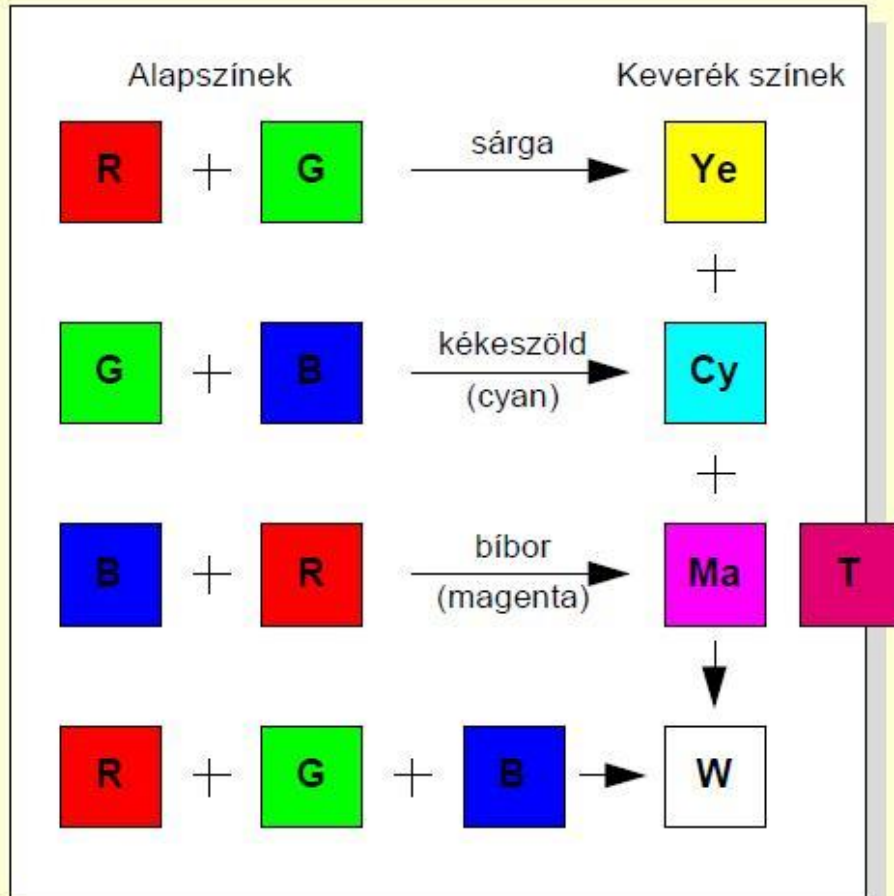 Alapszínek Keverék színek
R + G sárga Ye
+
G + B kékeszöld (cyan) Cy
+
B + R bíbor (magenta) Ma T
R + G + B W